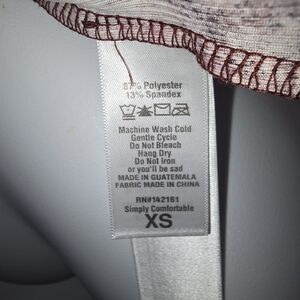 87% Polyester
13% Spandex
Machine Wash Cold
Gentle Cycle
Do Not Bleach
Hang Dry
Do Not Iron
or you'll be sad
MADE IN GUATEMALA
FABRIC MADE IN CHINA
RN#142161
Simply Comfortable
XS